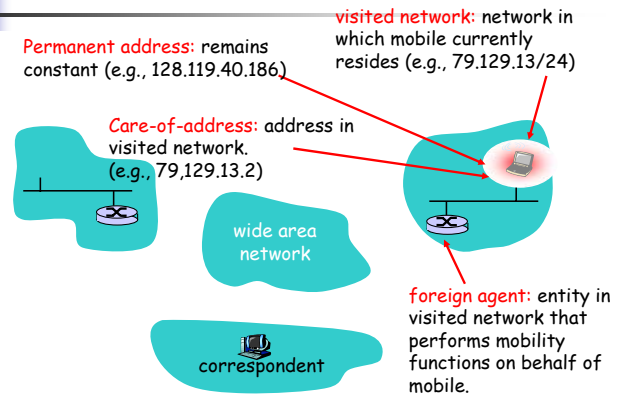 visited network: network in
which mobile currently
resides (e.g., 79.129.13/24)
Permanent address: remains
constant (e.g., 128.119.40.186)
Care-of-address: address in
visited network.
(e.g., 79,129.13.2)
wide area
network
foreign agent: entity in
visited network that
performs mobility
functions on behalf of
mobile.
correspondent